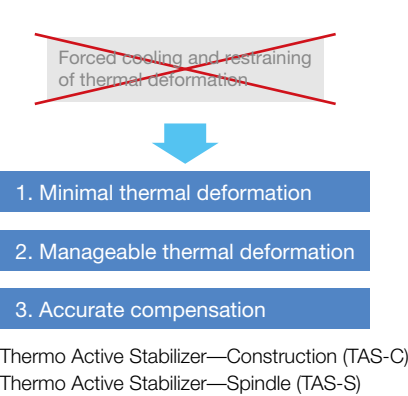 Forced cooling and restraining
of thermal deformation
1. Minimal thermal deformation
2. Manageable thermal deformation
3. Accurate compensation
Thermo Active Stabilizer—Construction (TAS-C)
Thermo Active Stabilizer—Spindle (TAS-S)